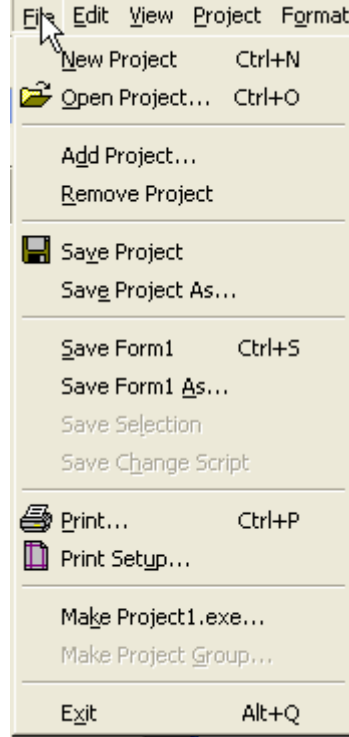 File Edit View Project Format
New Project Ctrl+N
Open Project... Ctrl+O
Add Project...
Remove Project
Save Project
Save Project As...
Save Form1 Ctrl+S
Save Form1 As...
Save Selection
Save Change Script
Print... Ctrl+P
Print Setup...
Make Project1.exe...
Make Project Group...
Exit Alt+Q